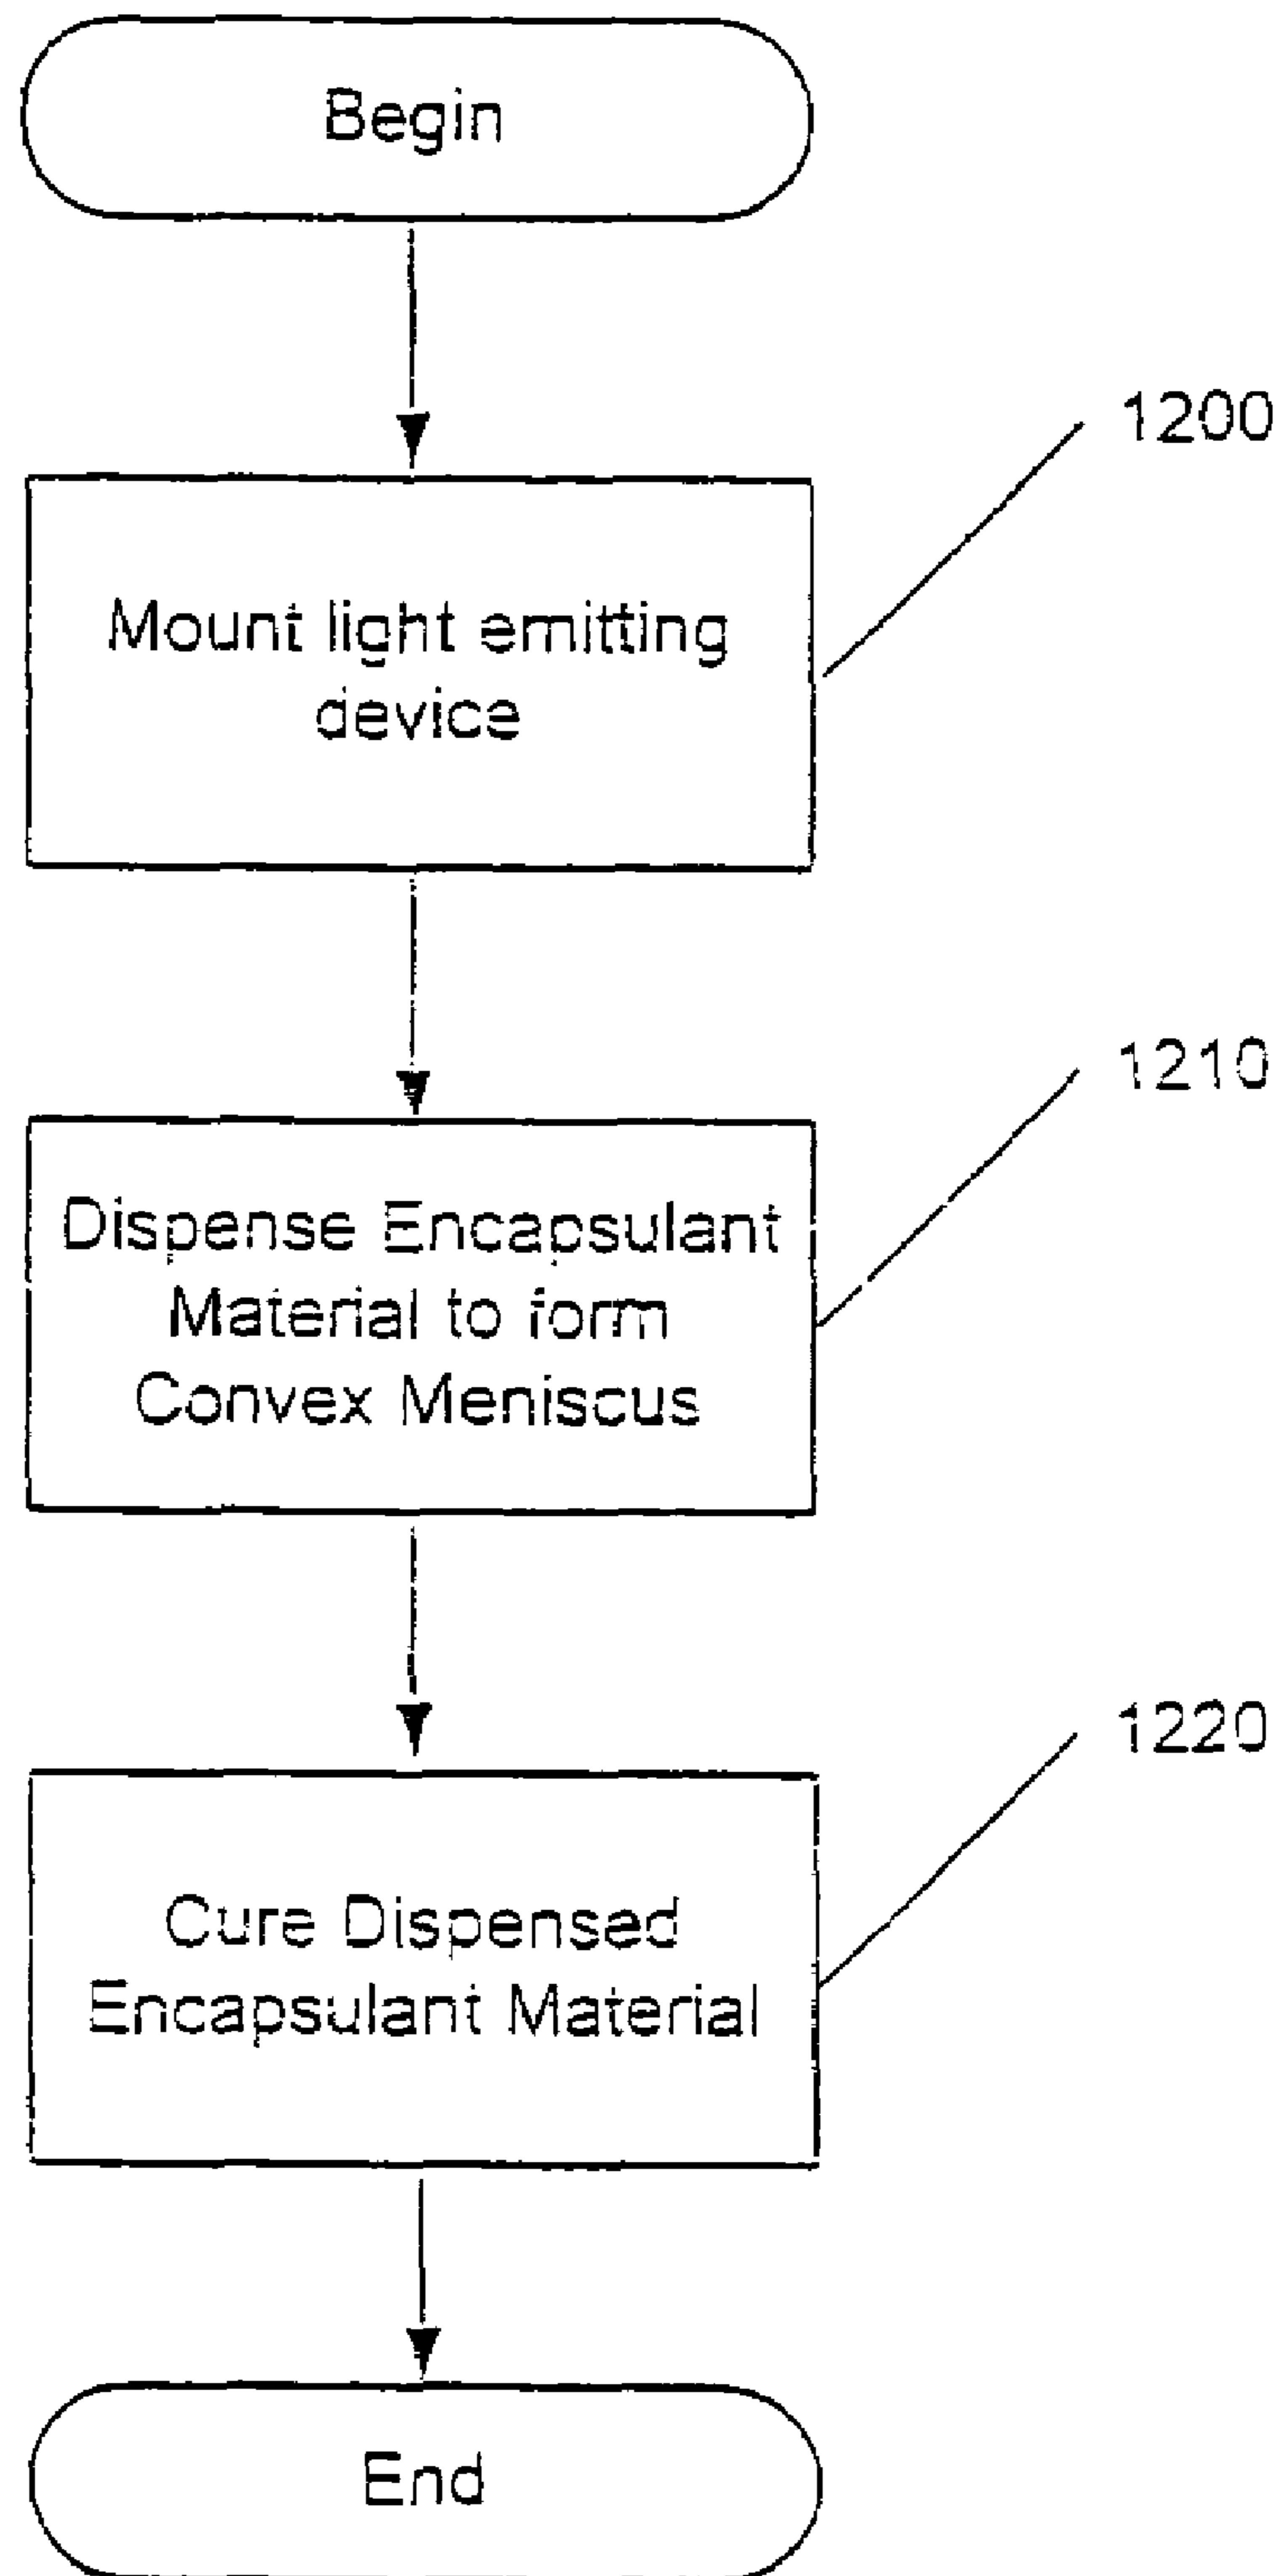 Begin
1200
Mount light emitting
device
1210
Dispense Encapsulant
Material to form
Convex Meniscus
1220
Cure Dispensed
Encapsulant Material
End